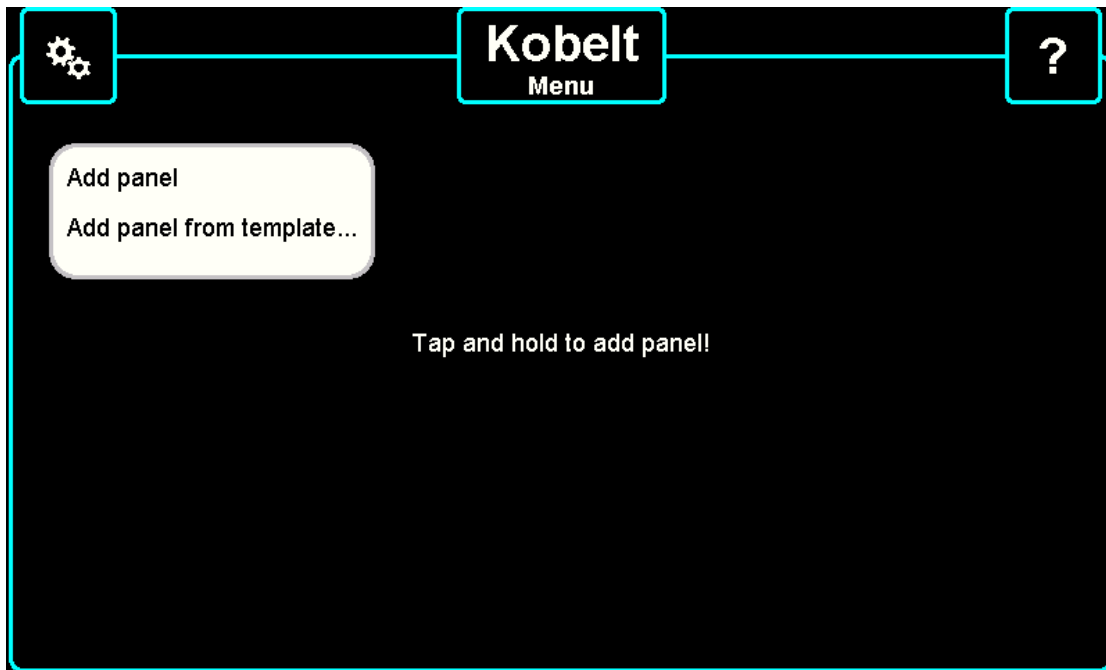 Kobelt
Menu
?
Add panel
Add panel from template...
Tap and hold to add panel!